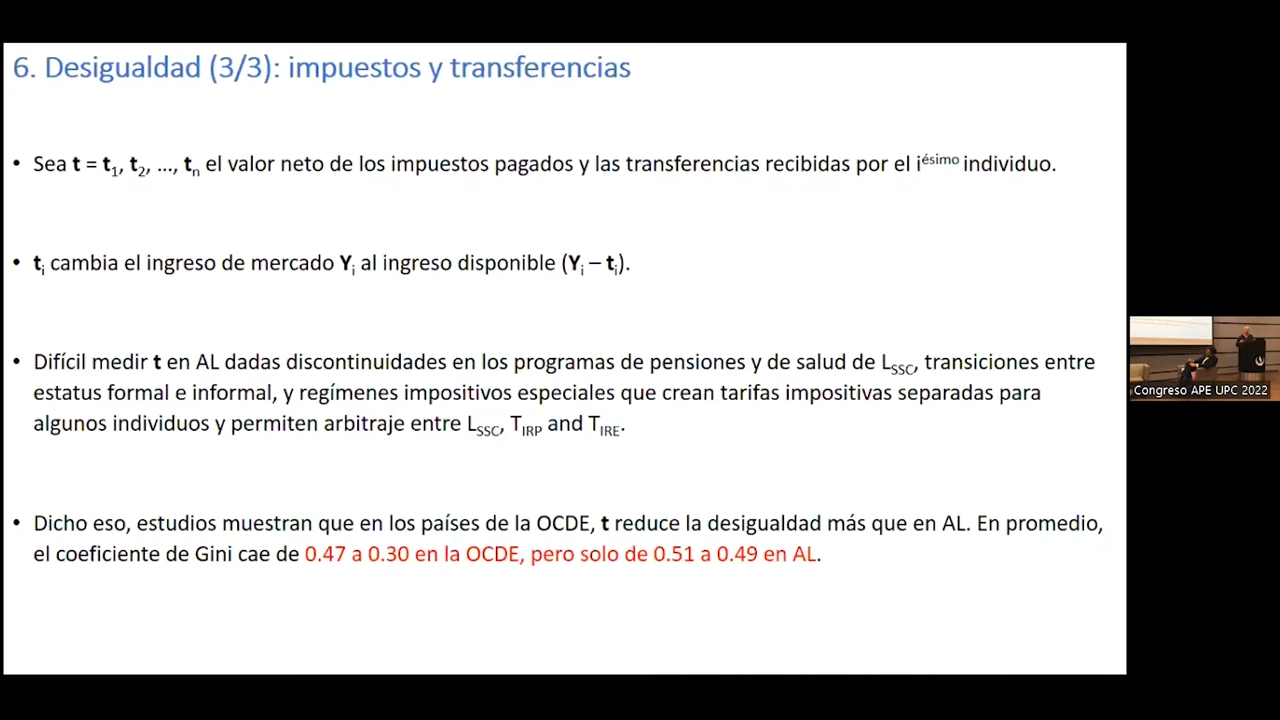 6. Desigualdad (3/3): impuestos y transferencias
• Sea t = t1, t2, ..., tn el valor neto de los impuestos pagados y las transferencias recibidas por el iésimo individuo.
• ti cambia el ingreso de mercado Yi al ingreso disponible (Yi – ti).
• Difícil medir t en AL dadas discontinuidades en los programas de pensiones y de salud de LSSC, transiciones entre
estatus formal e informal, y regímenes impositivos especiales que crean tarifas impositivas separadas para
algunos individuos y permiten arbitraje entre LSSC, TIRP and TIRE.
• Dicho eso, estudios muestran que en los países de la OCDE, t reduce la desigualdad más que en AL. En promedio,
el coeficiente de Gini cae de 0.47 a 0.30 en la OCDE, pero solo de 0.51 a 0.49 en AL.
Congreso APE UPC 2022